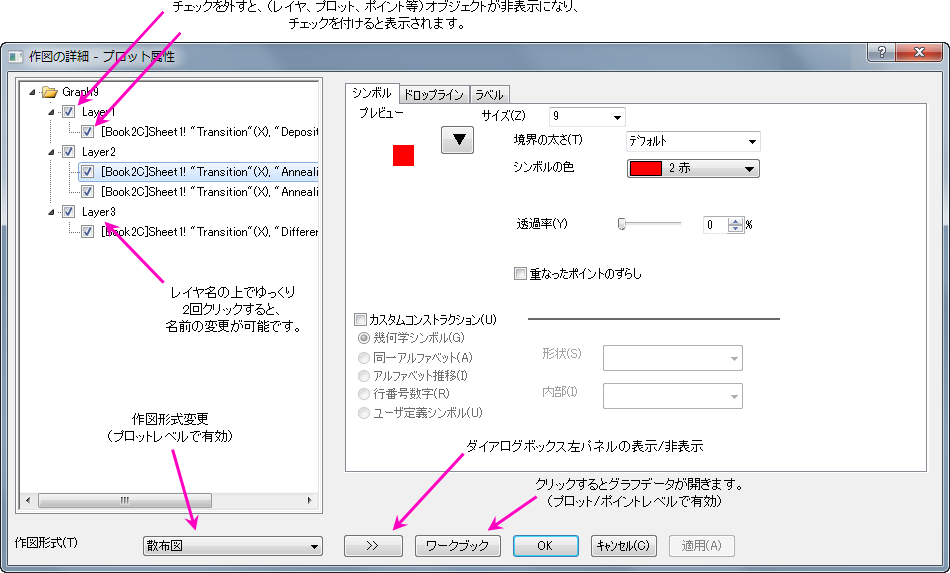 チェックを外すと、(レイヤ、プロット、ポイント等)オブジェクトが非表示になり、
チェックを付けると表示されます。
作図の詳細 - プロット属性
Graph9
Layer1
[Book2C]Sheet1! "Transition"(X), "Deposit
Layer2
[Book2C]Sheet1! "Transition"(X), "Anneali
[Book2C]Sheet1! "Transition"(X), "Anneali
Layer3
[Book2C]Sheet1! "Transition"(X), "Differen
レイヤ名の上でゆっくり
2回クリックすると、
名前の変更が可能です。
作図形式変更
(プロットレベルで有効)
シンボル ドロップライン ラベル
プレビュー
サイズ(Z) 9
境界の太さ(T) デフォルト
シンボルの色 2 赤
透過率(Y) 0 %
重なったポイントのずらし
カスタムコンストラクション(U)
幾何学シンボル(G)
同一アルファベット(A)
アルファベット推移(I)
行番号数字(R)
ユーザ定義シンボル(U)
形状(S)
内部(I)
ダイアログボックス左パネルの表示/非表示
クリックするとグラフデータが開きます。
(プロット/ポイントレベルで有効)
作図形式(T) 散布図 >> ワークブック OK キャンセル(C) 適用(A)